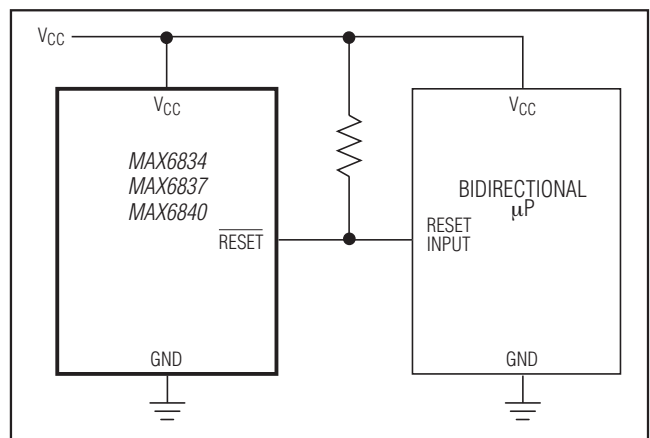 VCC
VCC
MAX6834
MAX6837
MAX6840
RESET
GND
VCC
BIDIRECTIONAL
μP
RESET
INPUT
GND